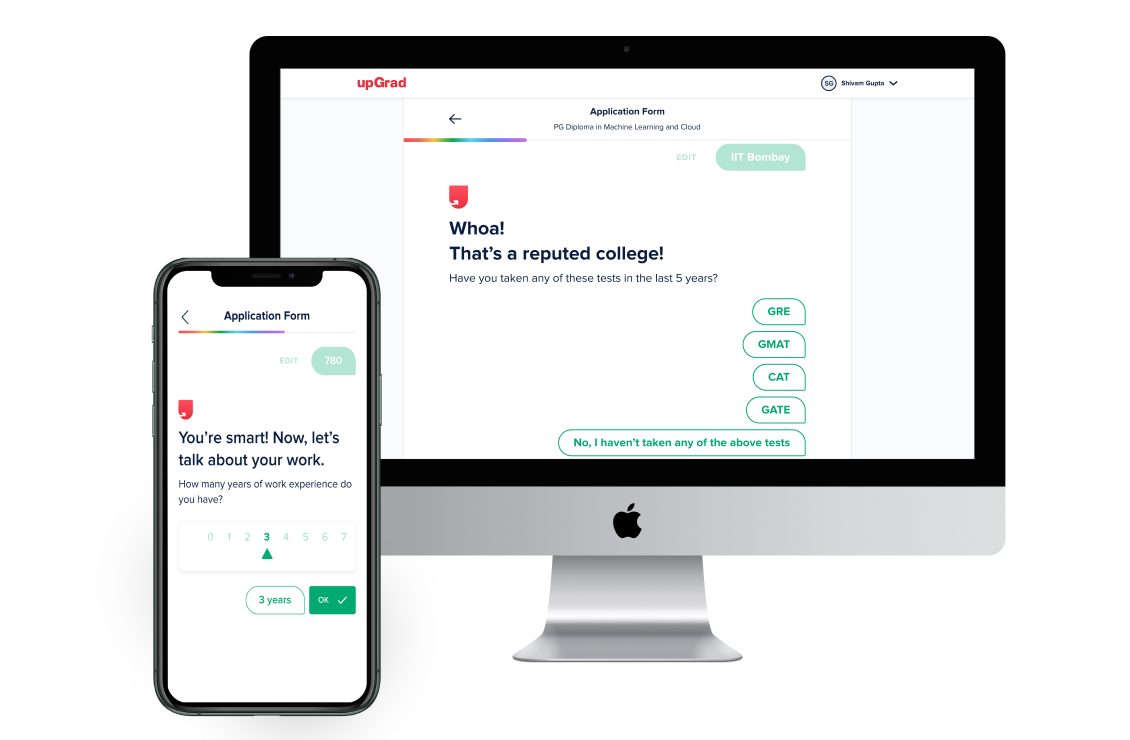 upGrad
SG Shivam Gupta
Application Form
PG Diploma in Machine Learning and Cloud
EDIT IIT Bombay
Whoa!
That’s a reputed college!
Have you taken any of these tests in the last 5 years?
GRE
GMAT
CAT
GATE
No, I haven’t taken any of the above tests
Application Form
EDIT 780
You’re smart! Now, let’s
talk about your work.
How many years of work experience do
you have?
0 1 2 3 4 5 6 7
3 years OK